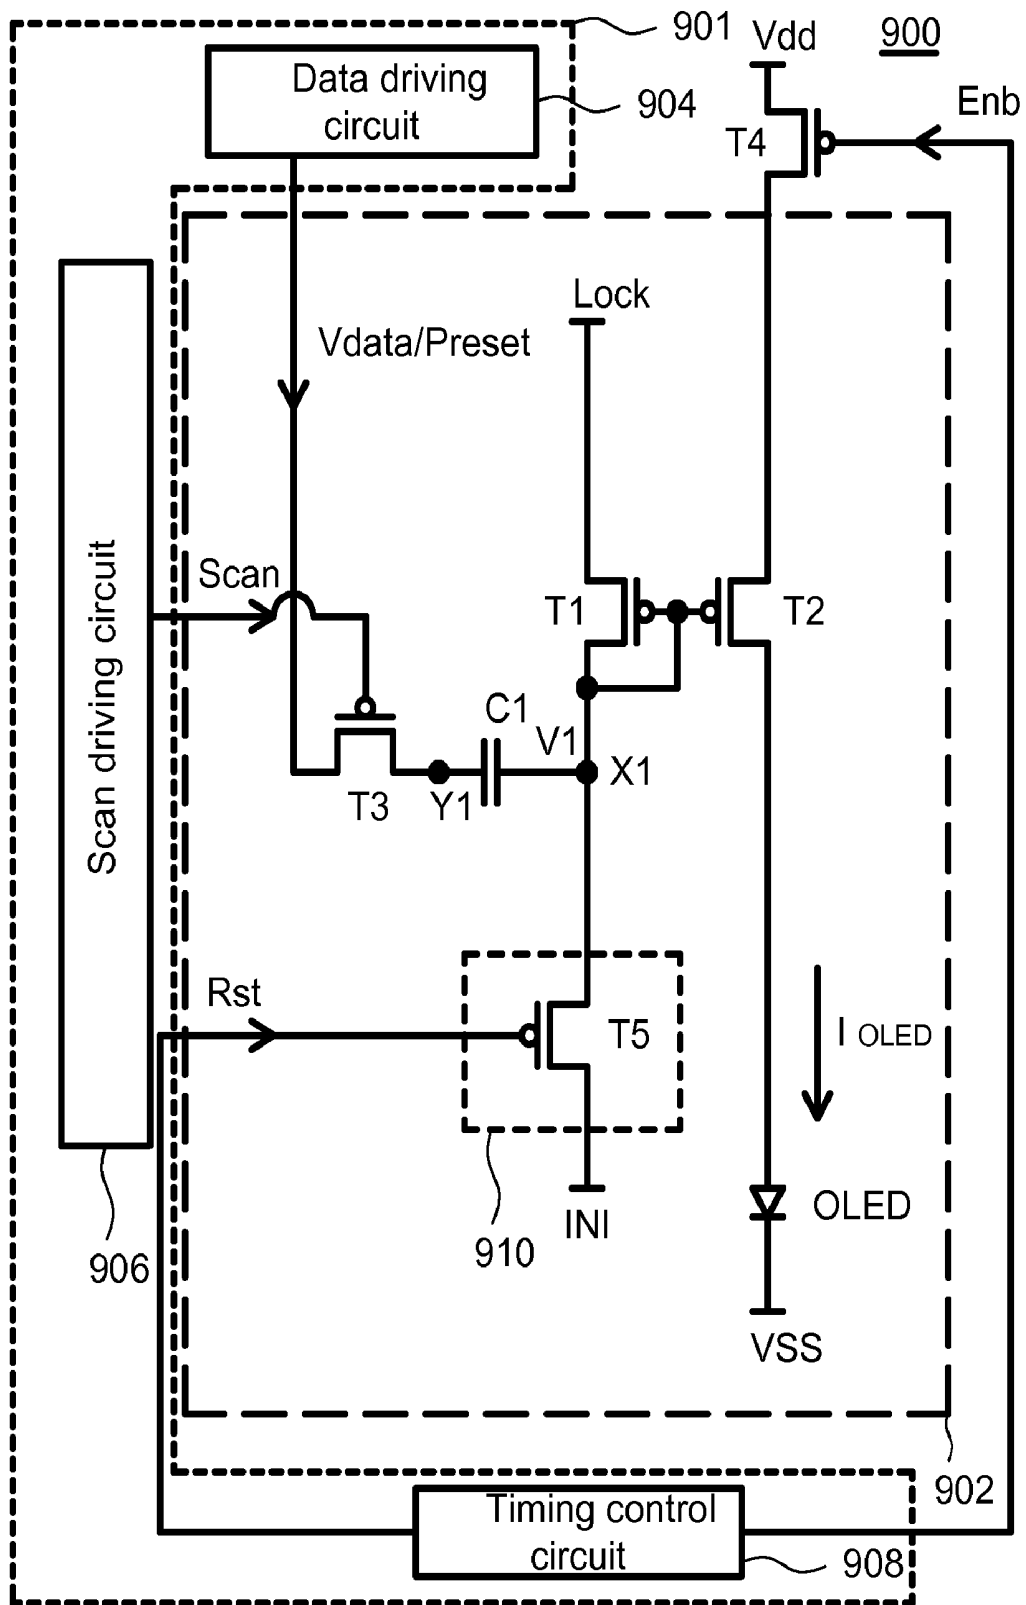 901
Vdd
900
Data driving
circuit
904
Enb
T4
Lock
Vdata/Preset
Scan
T1
T2
Scan driving circuit
C1
V1
X1
T3
Y1
Rst
T5
I OLED
910
INI
OLED
906
VSS
902
Timing control
circuit
908